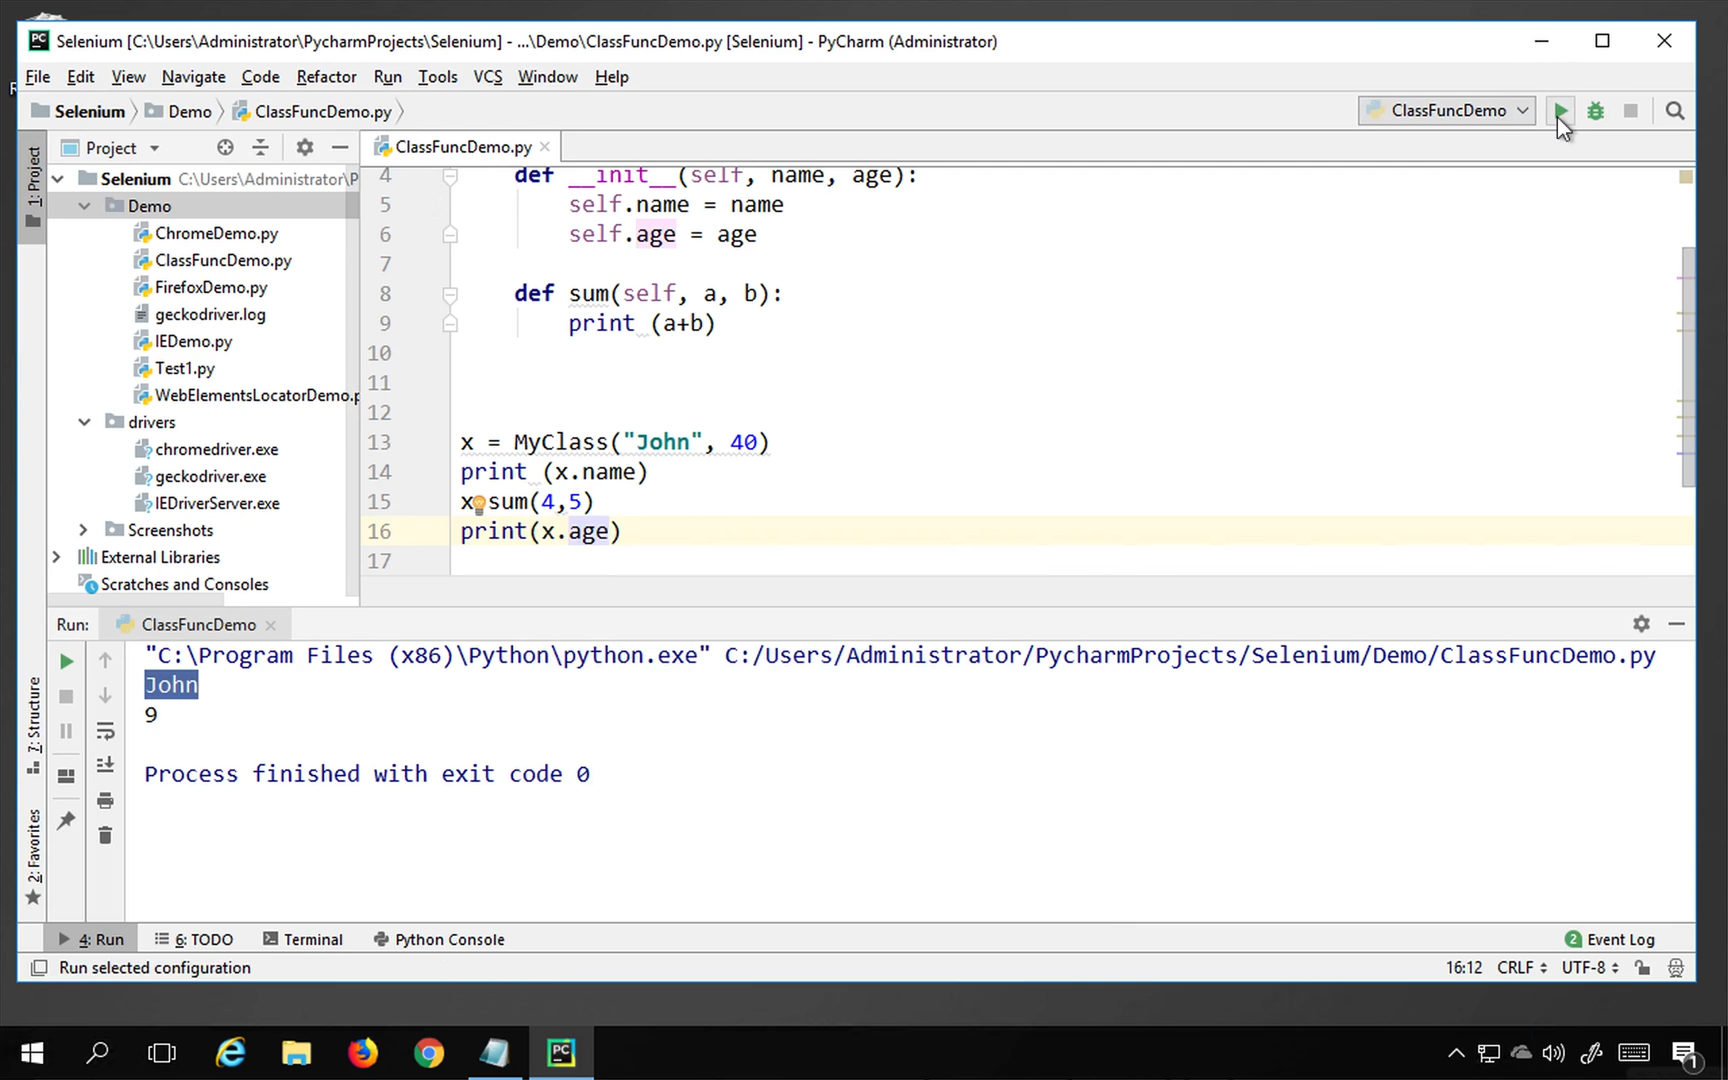 Selenium [C:\Users\Administrator\PycharmProjects\Selenium] - ...\Demo\ClassFuncDemo.py [Selenium] - PyCharm (Administrator)
File Edit View Navigate Code Refactor Run Tools VCS Window Help
Selenium Demo ClassFuncDemo.py
ClassFuncDemo
1: Project
Project
ClassFuncDemo.py
Selenium C:\Users\Administrator\P
Demo
ChromeDemo.py
ClassFuncDemo.py
FirefoxDemo.py
geckodriver.log
IEDemo.py
Test1.py
WebElementsLocatorDemo.p
drivers
chromedriver.exe
geckodriver.exe
IEDriverServer.exe
Screenshots
External Libraries
Scratches and Consoles
4 def __init__(self, name, age):
5 self.name = name
6 self.age = age
7
8 def sum(self, a, b):
9 print (a+b)
10
11
12
13 x = MyClass("John", 40)
14 print (x.name)
15 x sum(4,5)
16 print(x.age)
17
Run: ClassFuncDemo
"C:\Program Files (x86)\Python\python.exe" C:/Users/Administrator/PycharmProjects/Selenium/Demo/ClassFuncDemo.py
John
9
Process finished with exit code 0
7: Structure
2: Favorites
4: Run 6: TODO Terminal Python Console
2 Event Log
Run selected configuration
16:12 CRLF UTF-8
PC
1